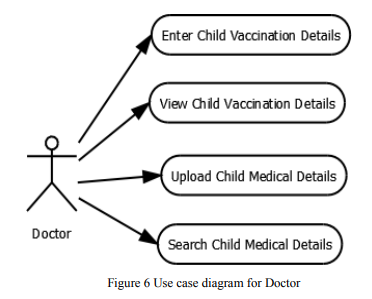 Enter Child Vaccination Details
View Child Vaccination Details
Upload Child Medical Details
Doctor
Search Child Medical Details
Figure 6 Use case diagram for Doctor